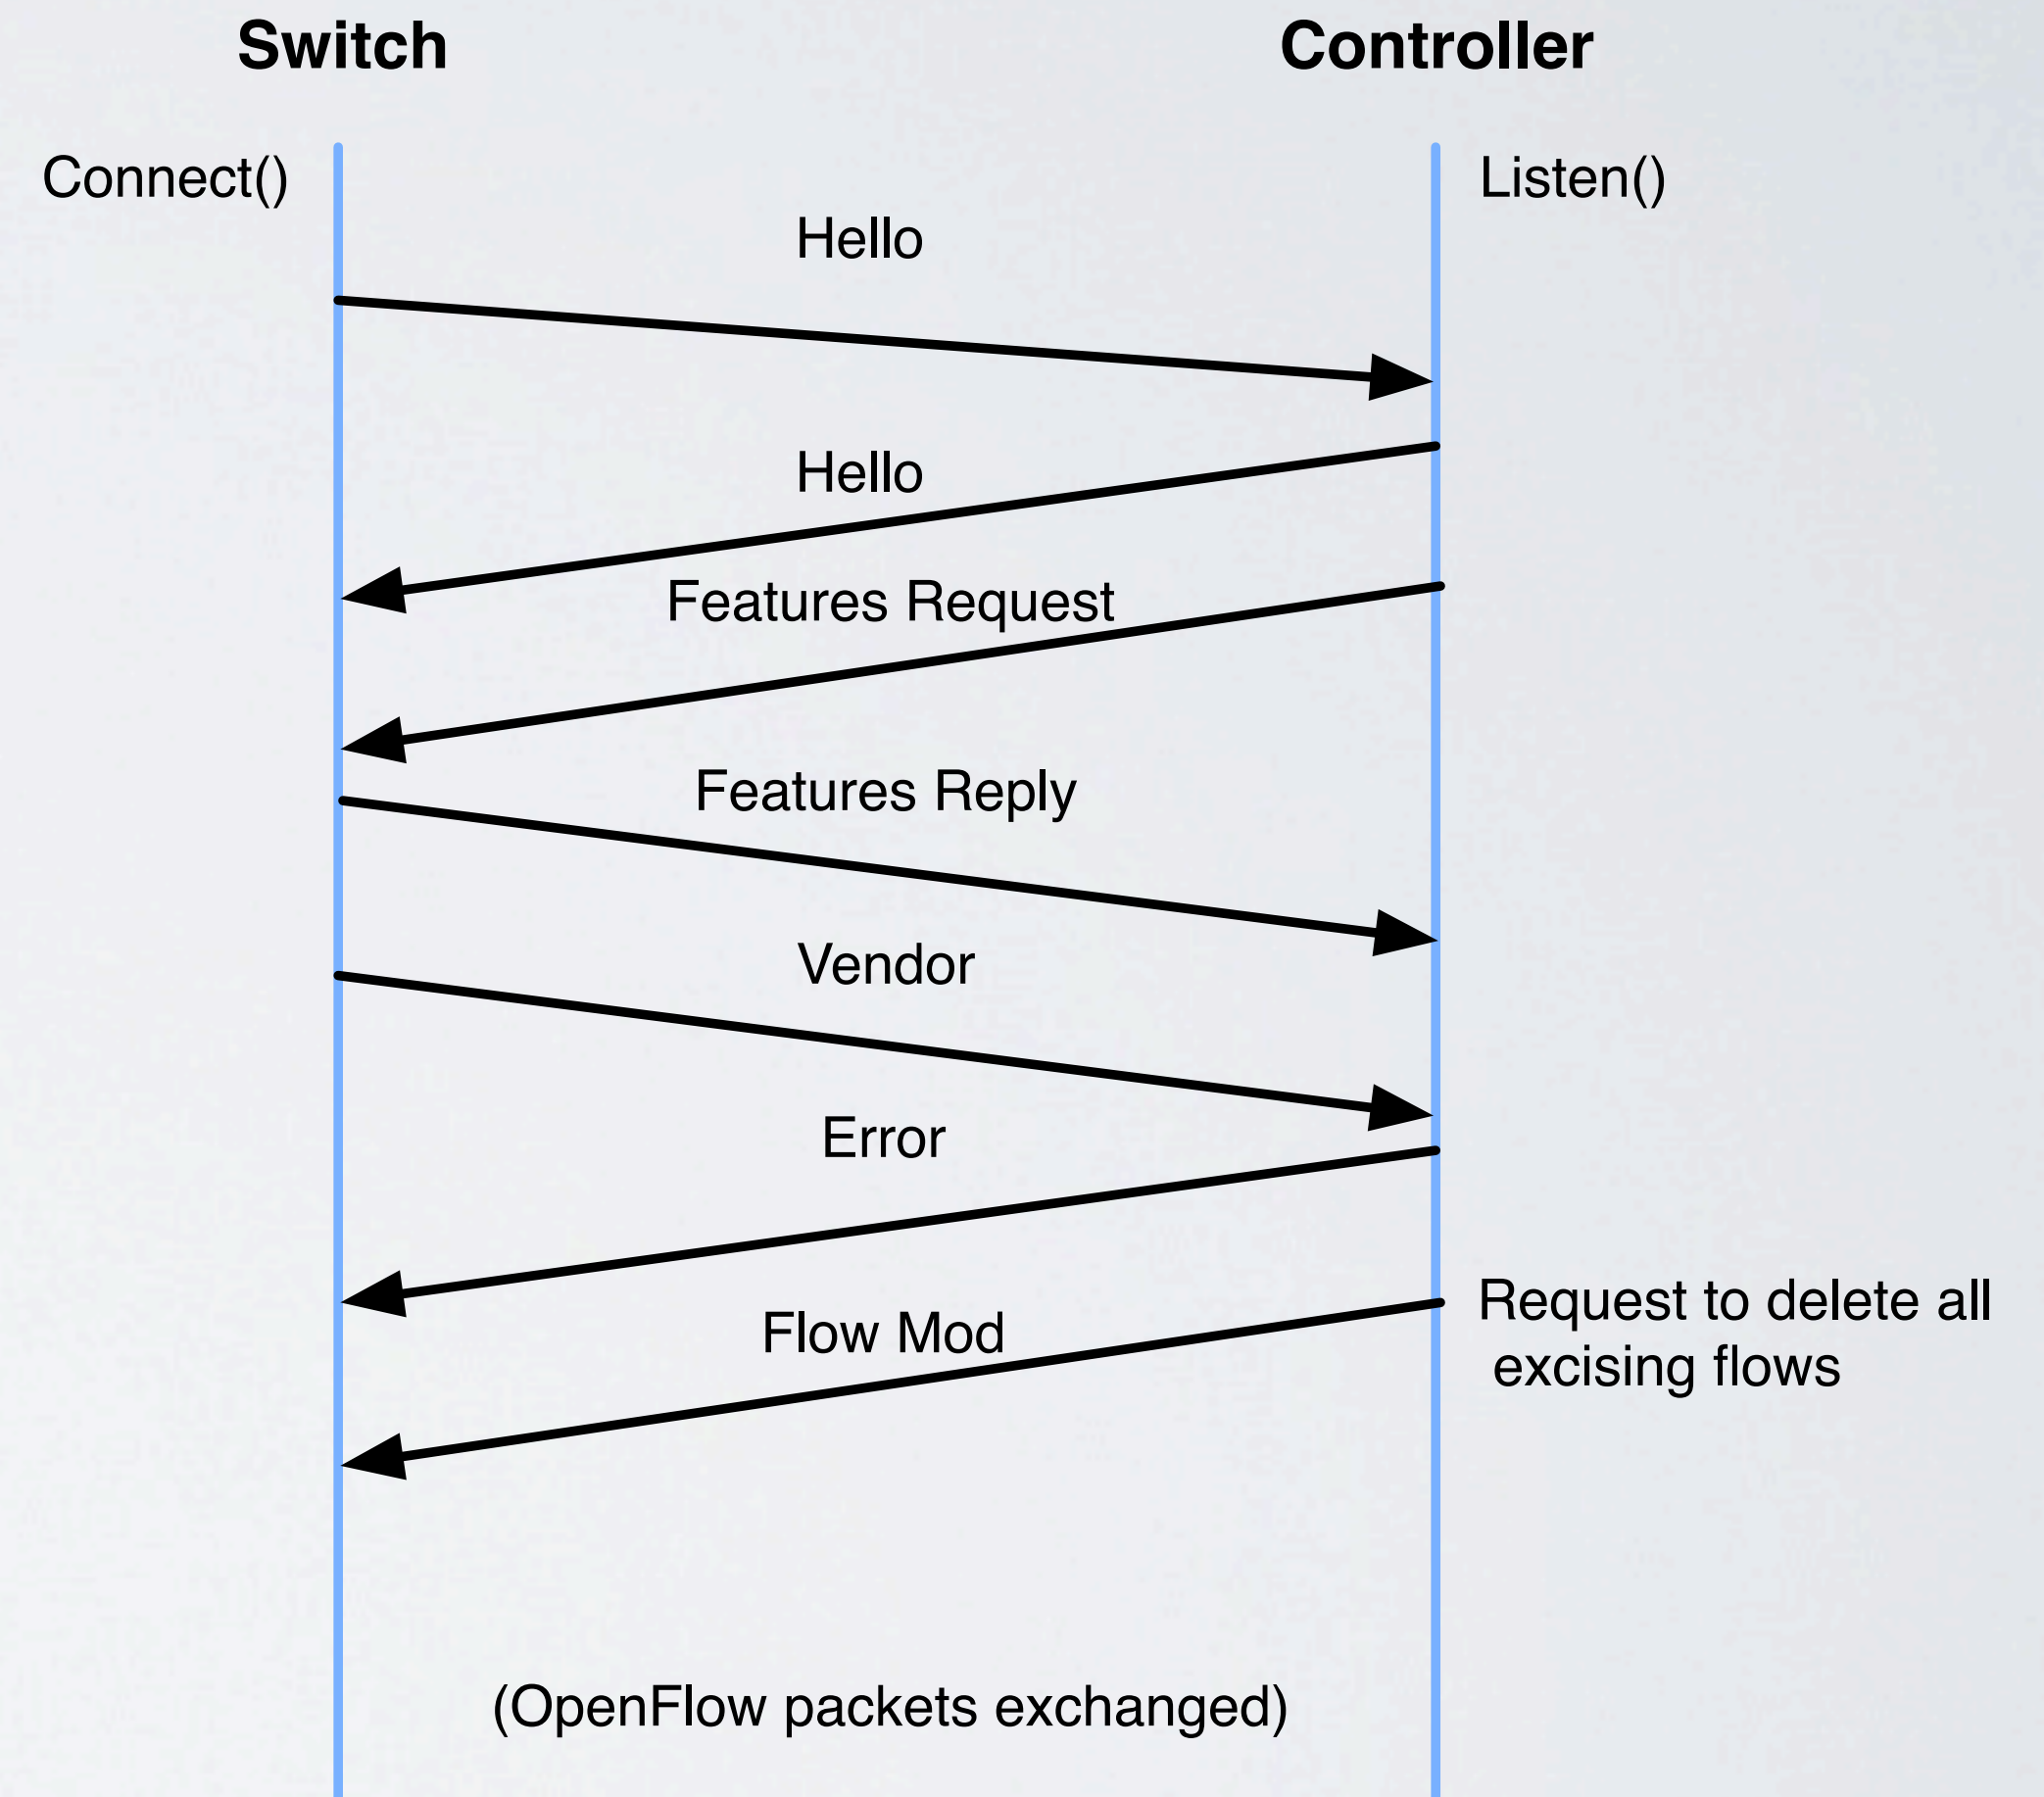 Switch
Controller
Connect()
Listen()
Hello
Hello
Features Request
Features Reply
Vendor
Error
Flow Mod
Request to delete all
excising flows
(OpenFlow packets exchanged)